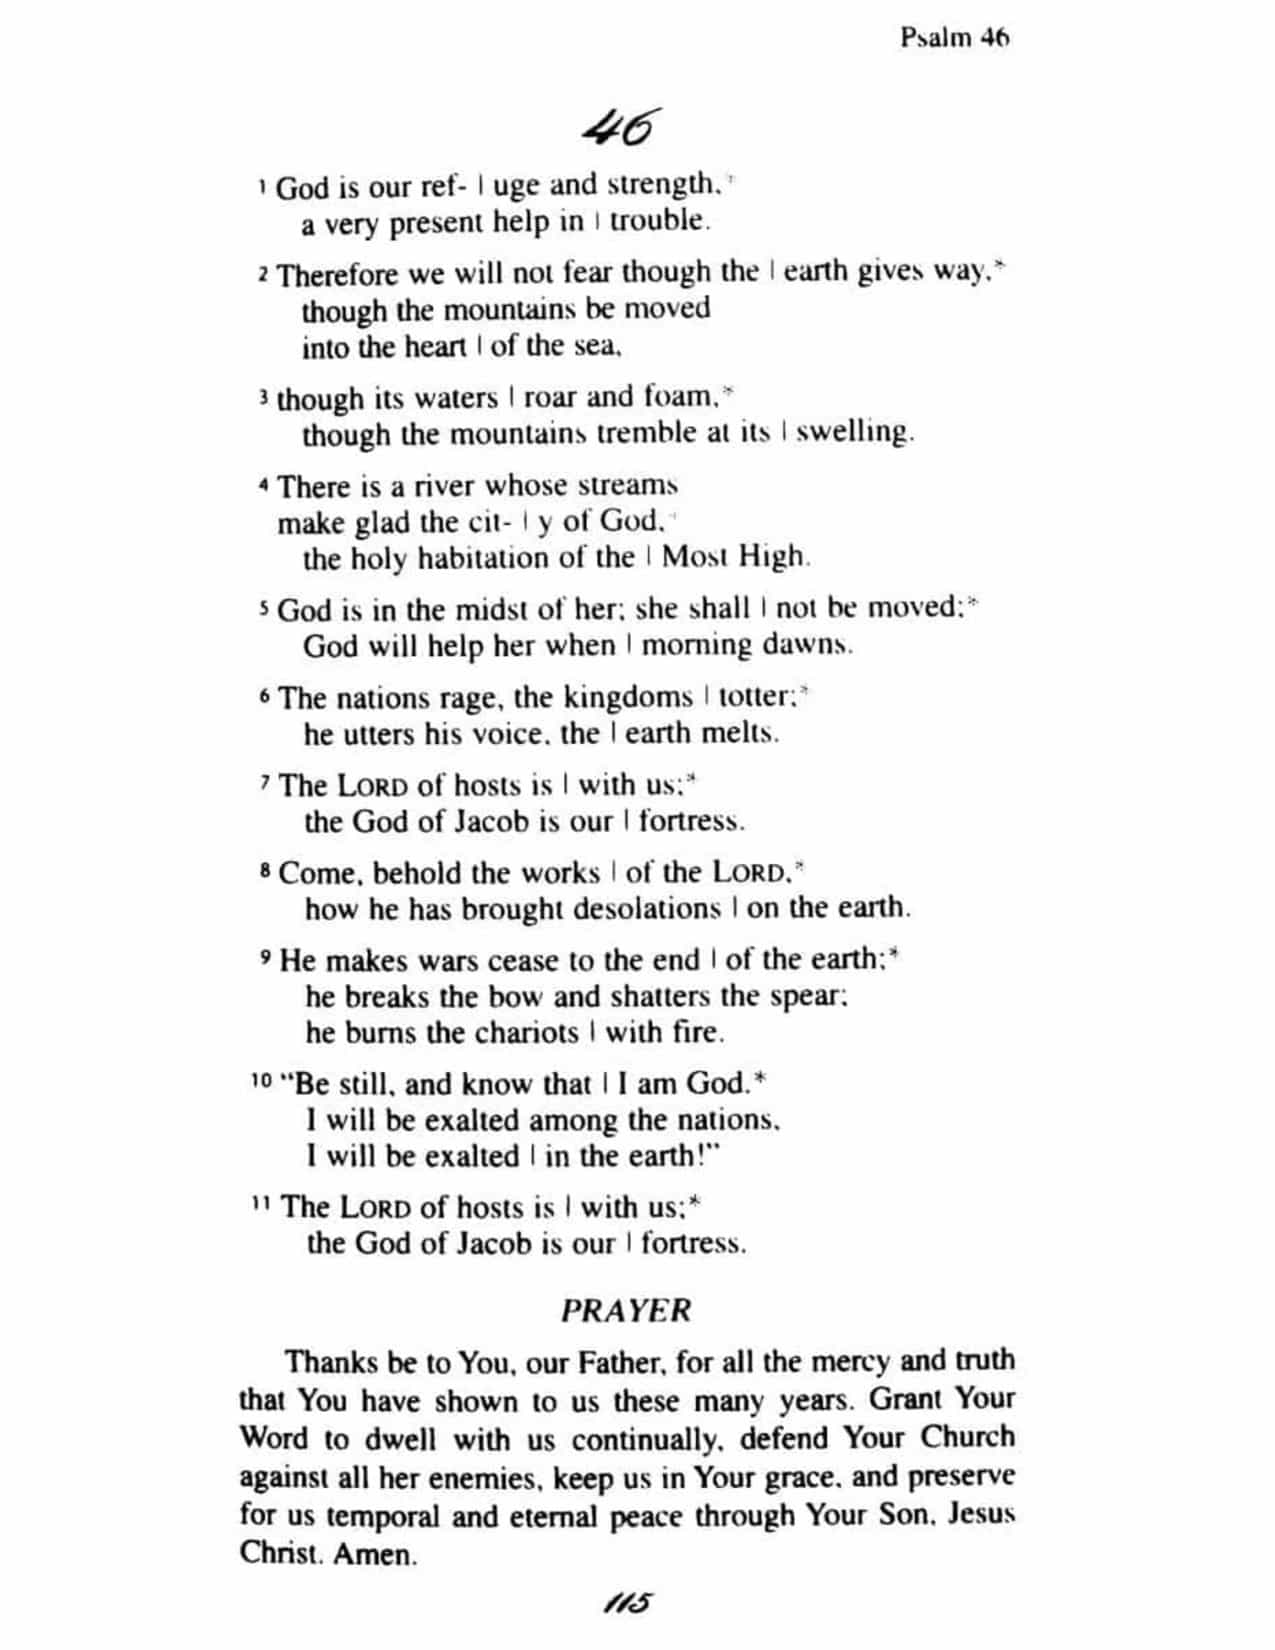 Psalm 46
46
1 God is our ref- | uge and strength,*
a very present help in | trouble.
2 Therefore we will not fear though the | earth gives way,*
though the mountains be moved
into the heart | of the sea,
3 though its waters | roar and foam,*
though the mountains tremble at its | swelling.
4 There is a river whose streams
make glad the cit- | y of God,*
the holy habitation of the | Most High.
5 God is in the midst of her; she shall | not be moved;*
God will help her when | morning dawns.
6 The nations rage, the kingdoms | totter;*
he utters his voice, the | earth melts.
7 The LORD of hosts is | with us;*
the God of Jacob is our | fortress.
8 Come, behold the works | of the LORD,*
how he has brought desolations | on the earth.
9 He makes wars cease to the end | of the earth;*
he breaks the bow and shatters the spear;
he burns the chariots | with fire.
10 “Be still, and know that | I am God.*
I will be exalted among the nations,
I will be exalted | in the earth!”
11 The LORD of hosts is | with us;*
the God of Jacob is our | fortress.
PRAYER
Thanks be to You, our Father, for all the mercy and truth
that You have shown to us these many years. Grant Your
Word to dwell with us continually, defend Your Church
against all her enemies, keep us in Your grace, and preserve
for us temporal and eternal peace through Your Son, Jesus
Christ. Amen.
115